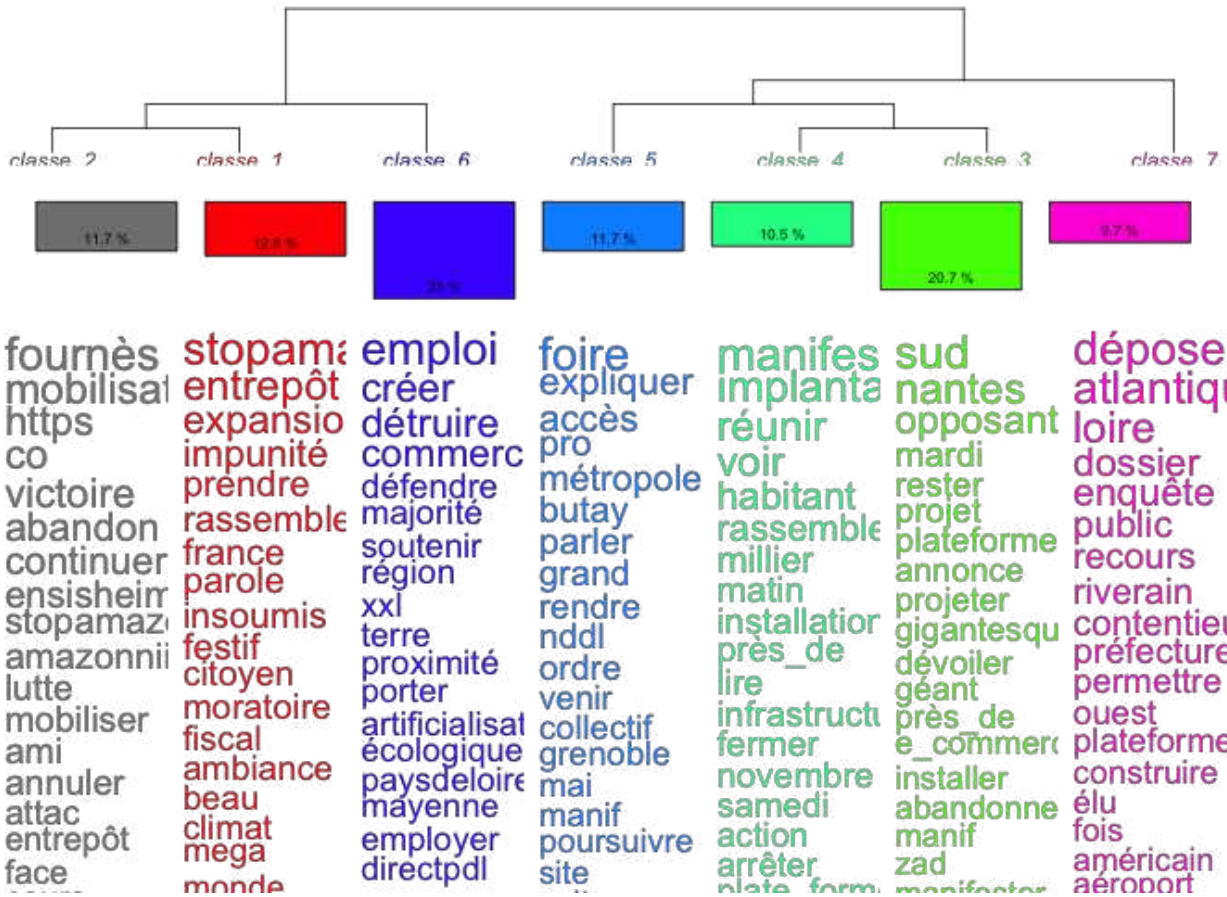 classe 2
classe 1
classe 6
classe 5
classe 4
classe 3
classe 7
11.7 %
12.6 %
23 %
11.7 %
10.5 %
20.7 %
9.7 %
fournès
mobilisat
https
co
victoire
abandon
continuer
ensisheim
stopamaz
amazonnii
lutte
mobiliser
ami
annuler
attac
entrepôt
face
stopama
entrepôt
expansio
impunité
prendre
rassemble
france
parole
insoumis
festif
citoyen
moratoire
fiscal
ambiance
beau
climat
mega
monde
emploi
créer
détruire
commerc
défendre
majorité
soutenir
région
xxl
terre
proximité
porter
artificialisat
écologique
paysdeloire
mayenne
employer
directpdl
foire
expliquer
accès
pro
métropole
butay
parler
grand
rendre
nddl
ordre
venir
collectif
grenoble
mai
manif
poursuivre
site
manifes
implanta
réunir
voir
habitant
rassemble
millier
matin
installation
près_de
lire
infrastructu
fermer
novembre
samedi
action
arrêter
plate_form
sud
nantes
opposant
mardi
rester
projet
plateforme
annonce
projeter
gigantesqu
dévoiler
géant
près_de
e_commerc
installer
abandonne
manif
zad
manifester
dépose
atlantiqu
loire
dossier
enquête
public
recours
riverain
contentieu
préfecture
permettre
ouest
plateforme
construire
élu
fois
américain
aéroport